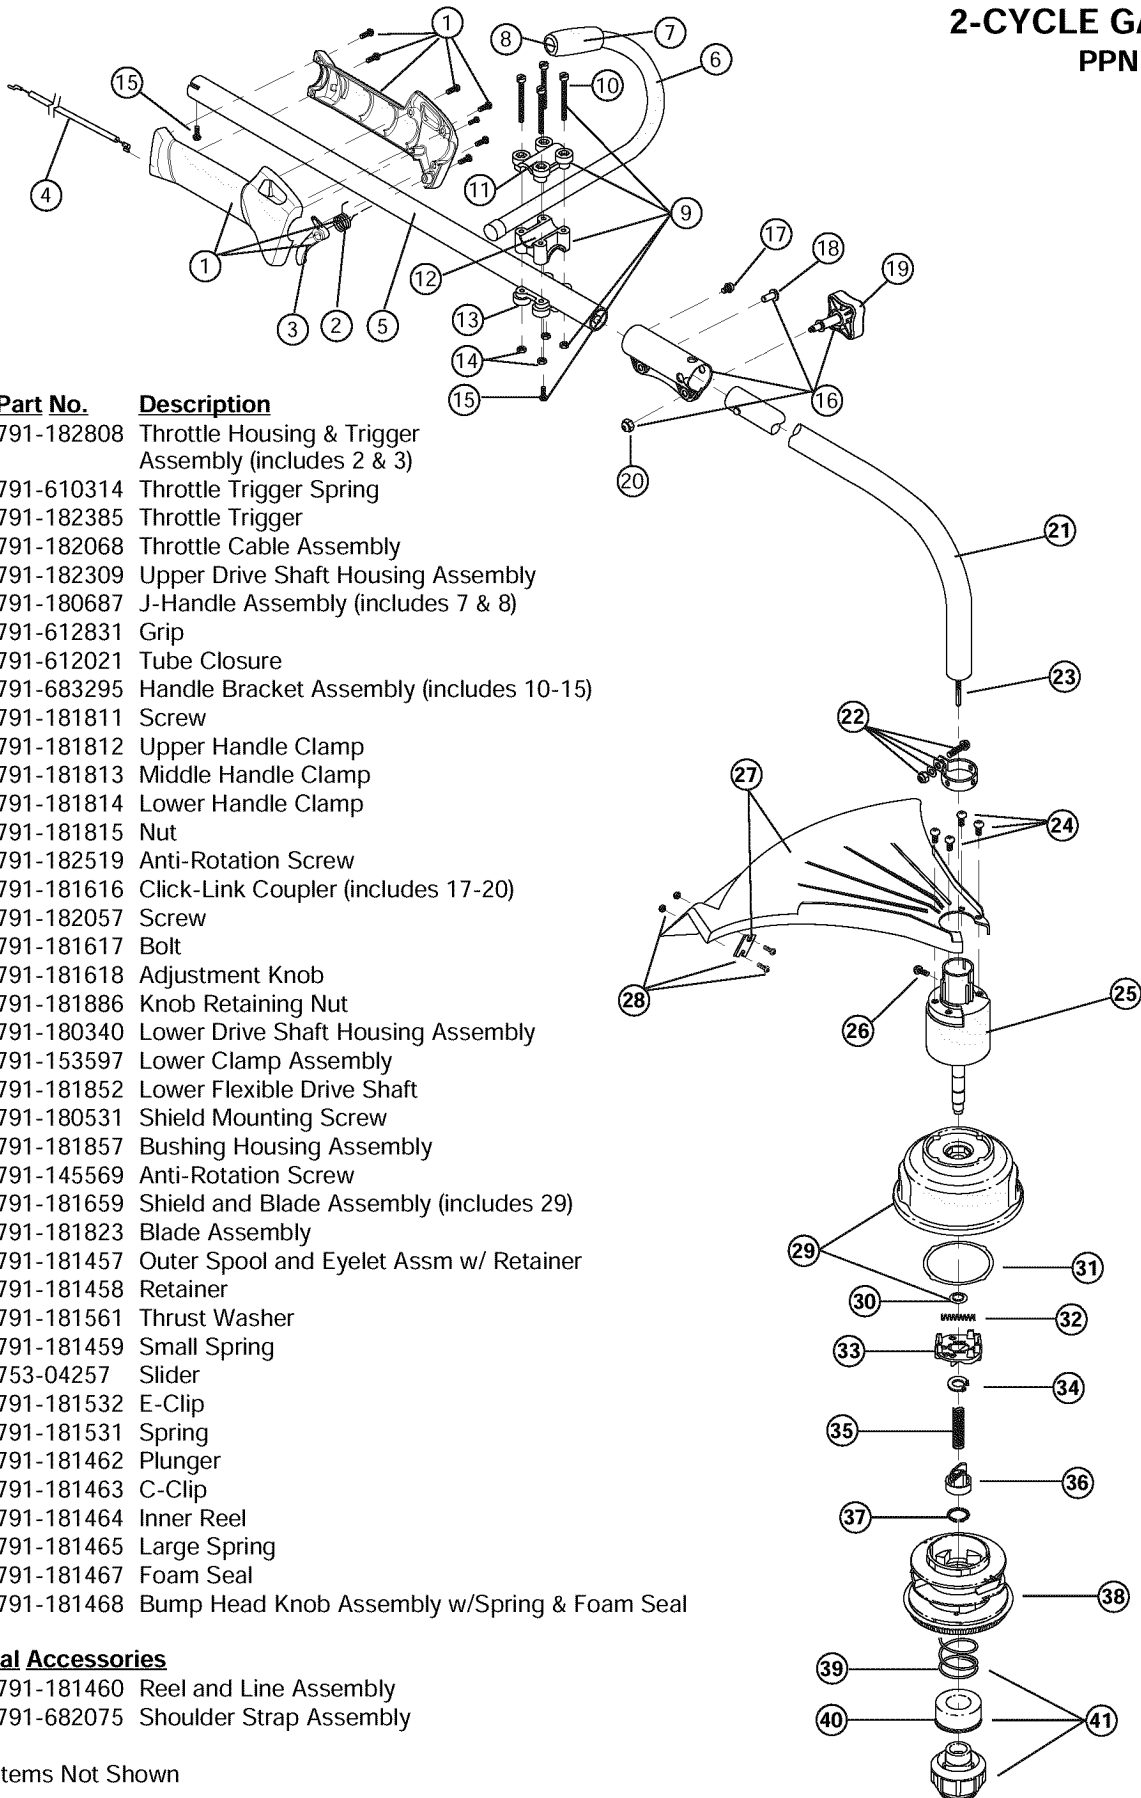 2-CYCLE GA
PPN
1
8
7
6
15
10
4
11
9
17
18
19
1
12
3
2
5
13
14
16
15
20
Part No. Description
791-182808 Throttle Housing & Trigger
Assembly (includes 2 & 3)
791-610314 Throttle Trigger Spring
791-182385 Throttle Trigger
791-182068 Throttle Cable Assembly
791-182309 Upper Drive Shaft Housing Assembly
791-180687 J-Handle Assembly (includes 7 & 8)
791-612831 Grip
791-612021 Tube Closure
791-683295 Handle Bracket Assembly (includes 10-15)
791-181811 Screw
791-181812 Upper Handle Clamp
791-181813 Middle Handle Clamp
791-181814 Lower Handle Clamp
791-181815 Nut
791-182519 Anti-Rotation Screw
791-181616 Click-Link Coupler (includes 17-20)
791-182057 Screw
791-181617 Bolt
791-181618 Adjustment Knob
791-181886 Knob Retaining Nut
791-180340 Lower Drive Shaft Housing Assembly
791-153597 Lower Clamp Assembly
791-181852 Lower Flexible Drive Shaft
791-180531 Shield Mounting Screw
791-181857 Bushing Housing Assembly
791-145569 Anti-Rotation Screw
791-181659 Shield and Blade Assembly (includes 29)
791-181823 Blade Assembly
791-181457 Outer Spool and Eyelet Assm w/ Retainer
791-181458 Retainer
791-181561 Thrust Washer
791-181459 Small Spring
753-04257 Slider
791-181532 E-Clip
791-181531 Spring
791-181462 Plunger
791-181463 C-Clip
791-181464 Inner Reel
791-181465 Large Spring
791-181467 Foam Seal
791-181468 Bump Head Knob Assembly w/Spring & Foam Seal
al Accessories
791-181460 Reel and Line Assembly
791-682075 Shoulder Strap Assembly
tems Not Shown
21
23
22
27
24
28
26
25
29
31
30
32
33
34
35
36
37
38
39
40
41